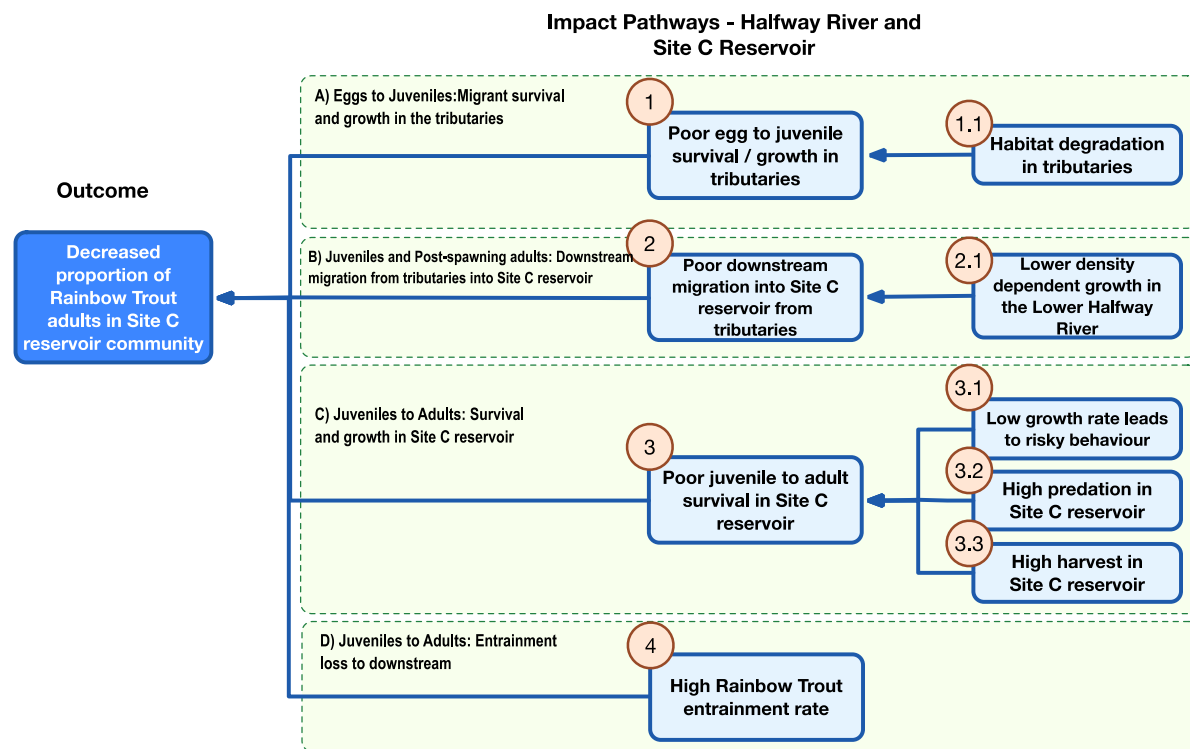 Impact Pathways - Halfway River and
Site C Reservoir
A) Eggs to Juveniles:Migrant survival
and growth in the tributaries
1
Poor egg to juvenile
survival / growth in
tributaries
1.1
Habitat degradation
in tributaries
Outcome
Decreased
proportion of
Rainbow Trout
adults in Site C
reservoir community
B) Juveniles and Post-spawning adults: Downstream
migration from tributaries into Site C reservoir
2
Poor downstream
migration into Site C
reservoir from
tributaries
2.1
Lower density
dependent growth in
the Lower Halfway
River
C) Juveniles to Adults: Survival
and growth in Site C reservoir
3
Poor juvenile to adult
survival in Site C
reservoir
3.1
Low growth rate leads
to risky behaviour
3.2
High predation in
Site C reservoir
3.3
High harvest in
Site C reservoir
D) Juveniles to Adults: Entrainment
loss to downstream
4
High Rainbow Trout
entrainment rate